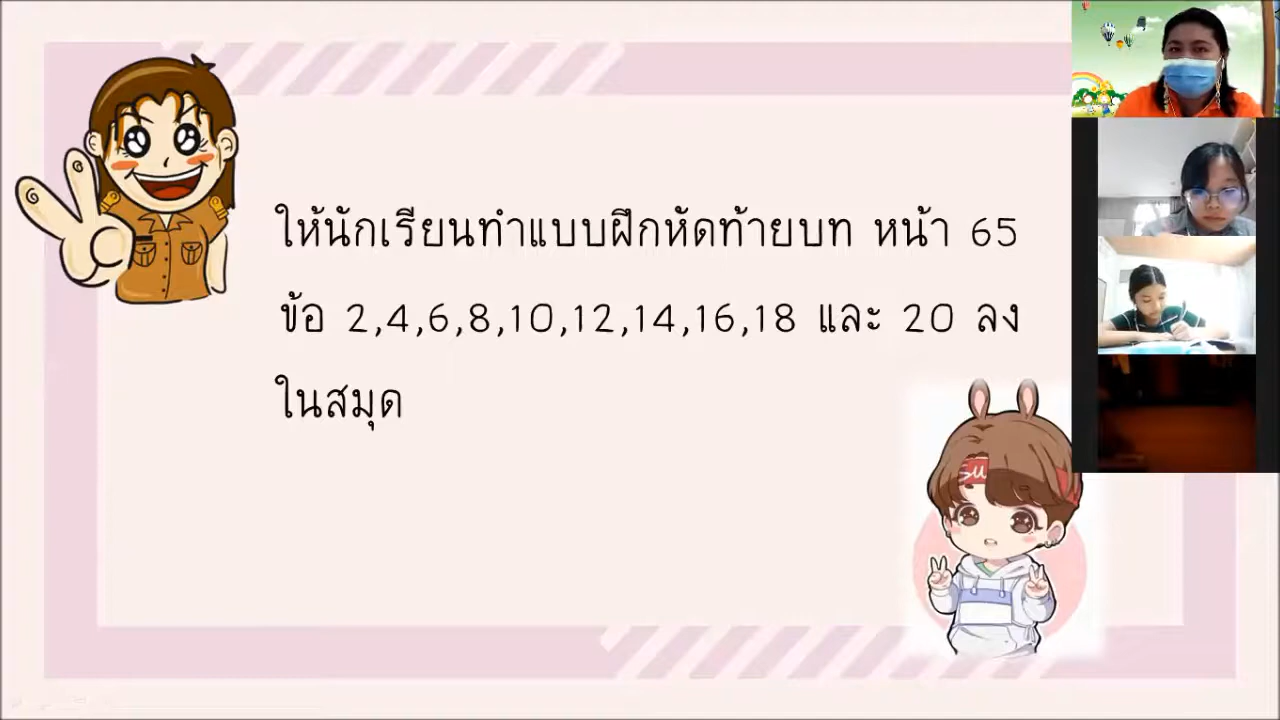 ให้นักเรียนทำแบบฝึกหัดท้ายบท หน้า 65
ข้อ 2,4,6,8,10,12,14,16,18 และ 20 ลง
ในสมุด